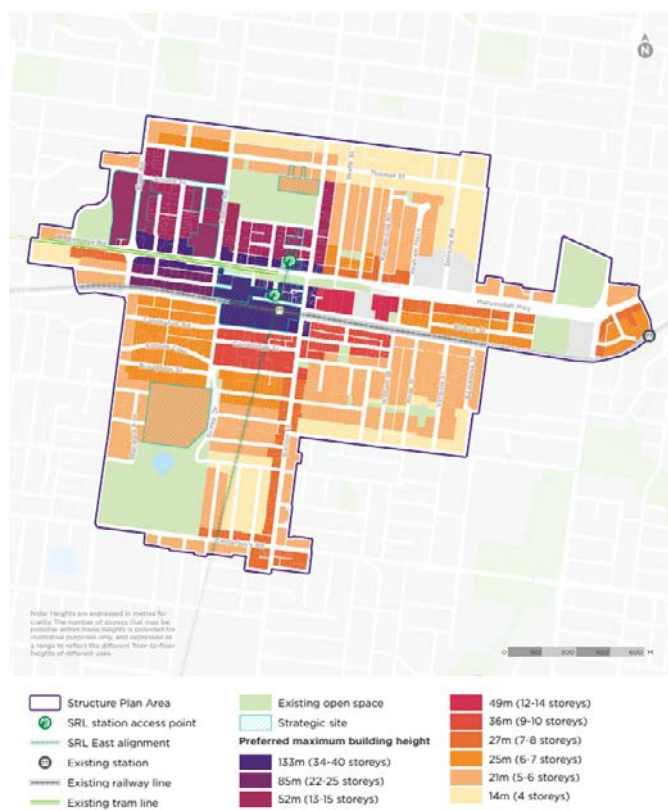 N
Thomas St
Maroondah Hwy
Note: Heights are expressed in metres for
clarity. The number of storeys that may be
possible within these heights is provided for
illustrative purposes only, and expressed as
a range to reflect the different floor-to-floor
heights of different uses.
0 150 300 450 600 M
Structure Plan Area
SRL station access point
SRL East alignment
Existing station
Existing railway line
Existing tram line
Existing open space
Strategic site
Preferred maximum building height
133m (34-40 storeys)
85m (22-25 storeys)
52m (13-15 storeys)
49m (12-14 storeys)
36m (9-10 storeys)
27m (7-8 storeys)
25m (6-7 storeys)
21m (5-6 storeys)
14m (4 storeys)